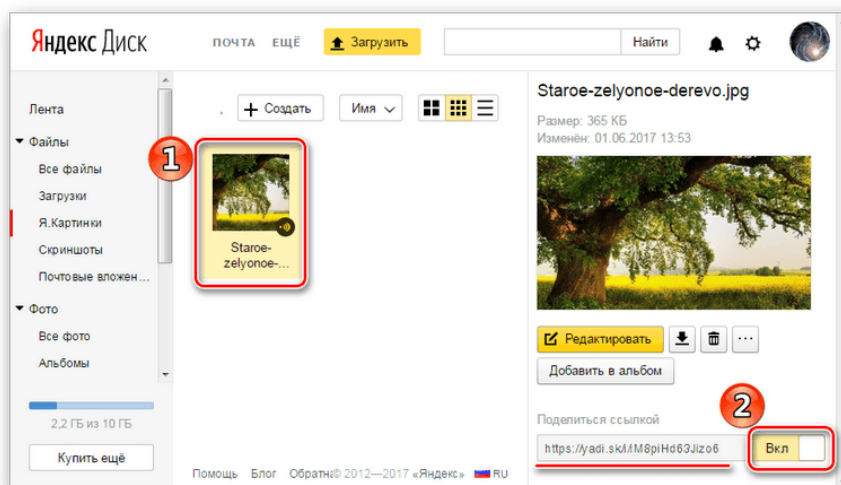 Яндекс Диск
ПОЧТА ЕЩЁ
Загрузить
Найти
Лента
Файлы
Все файлы
Загрузки
Я.Картинки
Скриншоты
Почтовые вложен...
Фото
Все фото
Альбомы
2,2 ГБ из 10 ГБ
Купить ещё
+ Создать
Имя
1
Staroe-
zelyonoe-...
Помощь Блог Обратна© 2012—2017 «Яндекс» RU
Staroe-zelyonoe-derevo.jpg
Размер: 365 КБ
Изменён: 01.06.2017 13:53
Редактировать
...
Добавить в альбом
2
Поделиться ссылкой
https://yadi.sk/i/M8piHd63Jizo6
Вкл